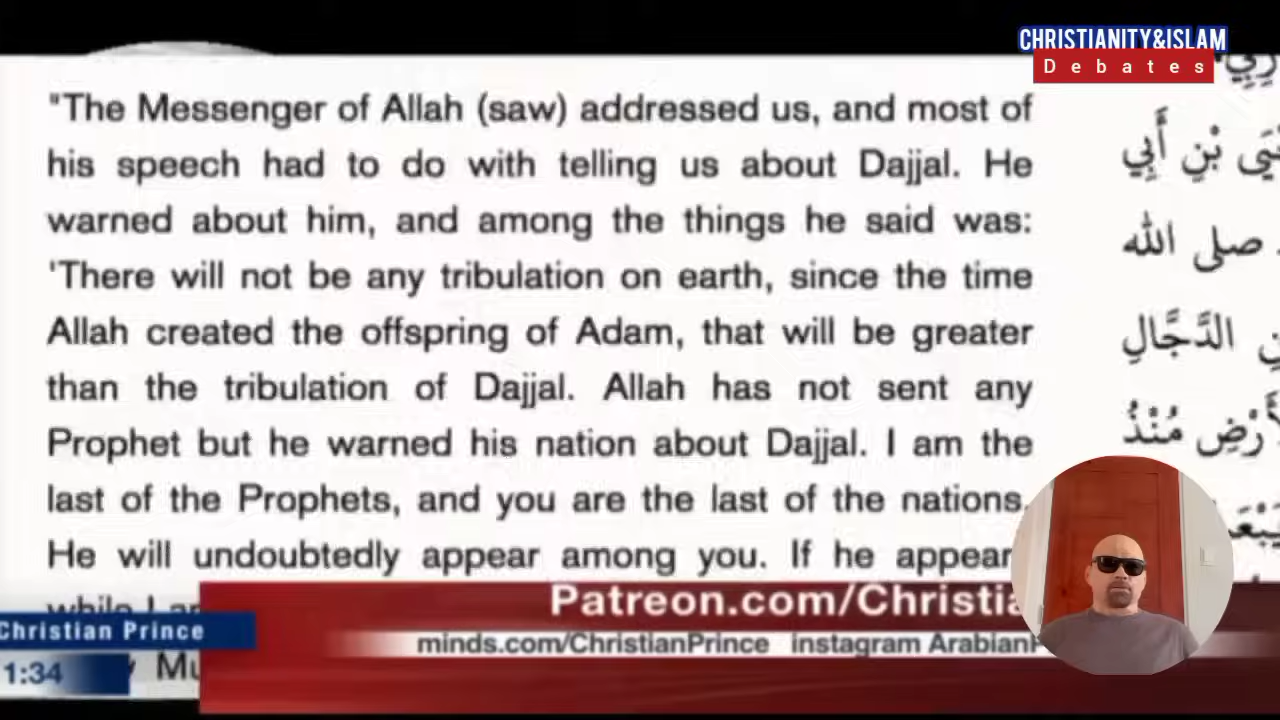 CHRISTIANITY&ISLAM
Debates
"The Messenger of Allah (saw) addressed us, and most of
his speech had to do with telling us about Dajjal. He
warned about him, and among the things he said was:
'There will not be any tribulation on earth, since the time
Allah created the offspring of Adam, that will be greater
than the tribulation of Dajjal. Allah has not sent any
Prophet but he warned his nation about Dajjal. I am the
last of the Prophets, and you are the last of the nations.
He will undoubtedly appear among you. If he appear
while I
بْنِ أَبِي
صلى الله
الدَّجَّالِ
مُنْذُ
Patreon.com/Christia
Christian Prince
minds.com/ChristianPrince instagram ArabianP
1:34
Mu